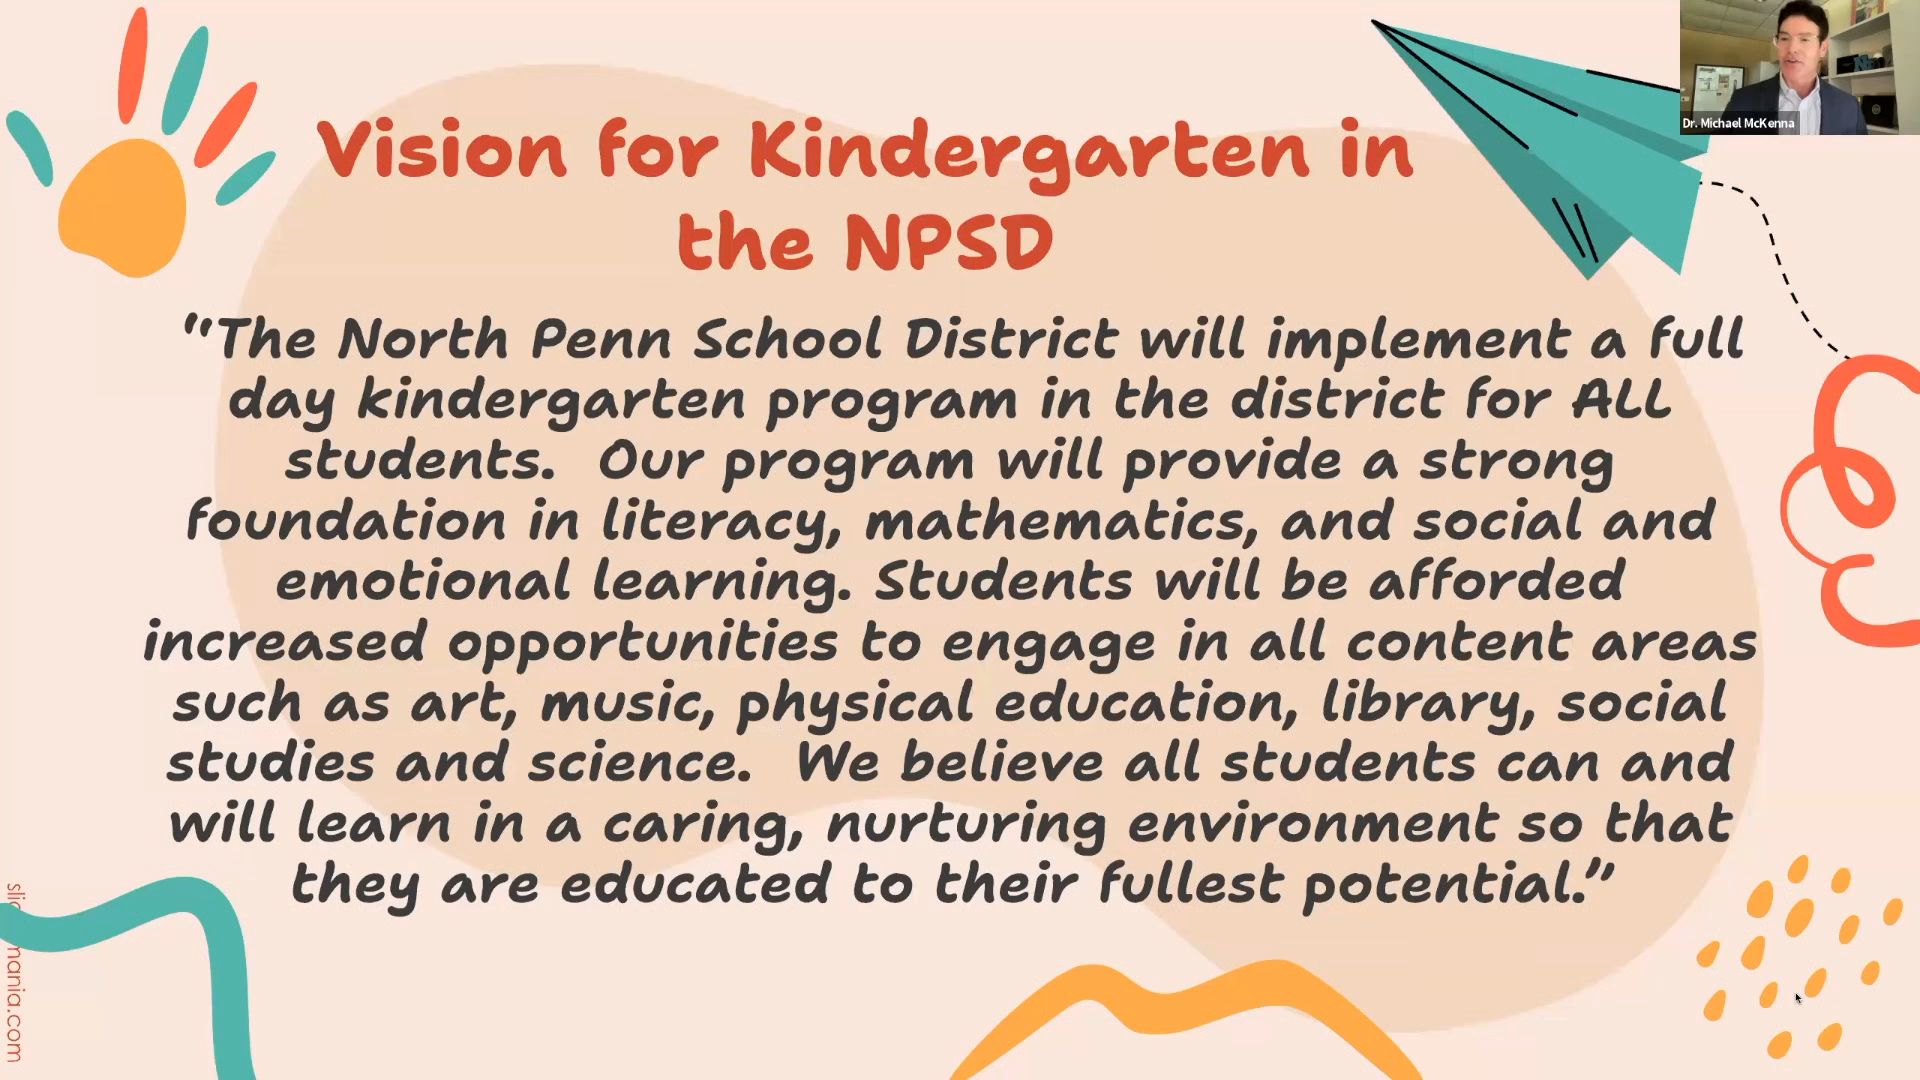 Vision for Kindergarten in
the NPSD
“The North Penn School District will implement a full
day kindergarten program in the district for ALL
students. Our program will provide a strong
foundation in literacy, mathematics, and social and
emotional learning. Students will be afforded
increased opportunities to engage in all content areas
such as art, music, physical education, library, social
studies and science. We believe all students can and
will learn in a caring, nurturing environment so that
they are educated to their fullest potential.”
Dr. Michael McKenna